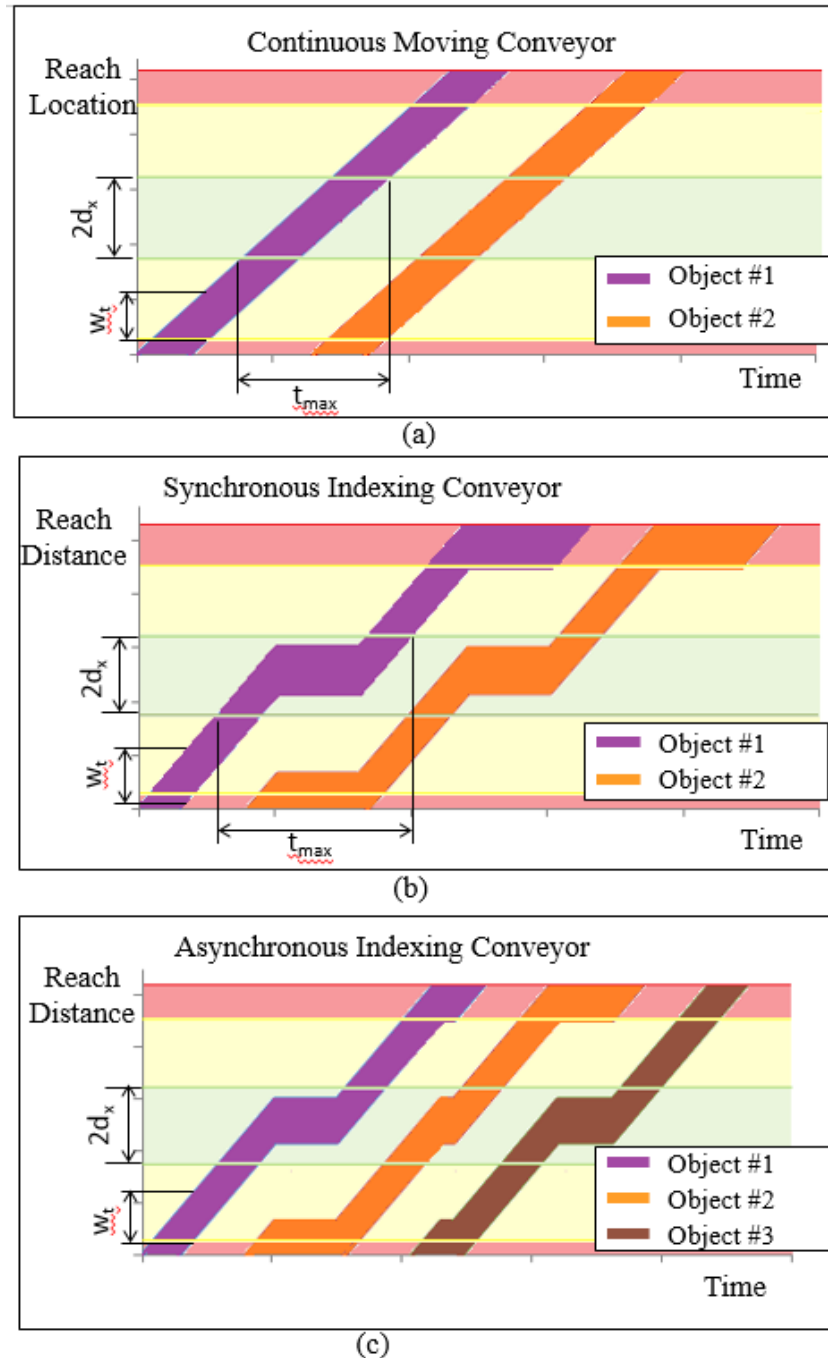 Continuous Moving Conveyor
Reach
Location
2dₓ
wₜ
Object #1
Object #2
Time
tₘₐₓ
(a)
Synchronous Indexing Conveyor
Reach
Distance
2dₓ
wₜ
Object #1
Object #2
Time
tₘₐₓ
(b)
Asynchronous Indexing Conveyor
Reach
Distance
2dₓ
wₜ
Object #1
Object #2
Object #3
Time
(c)